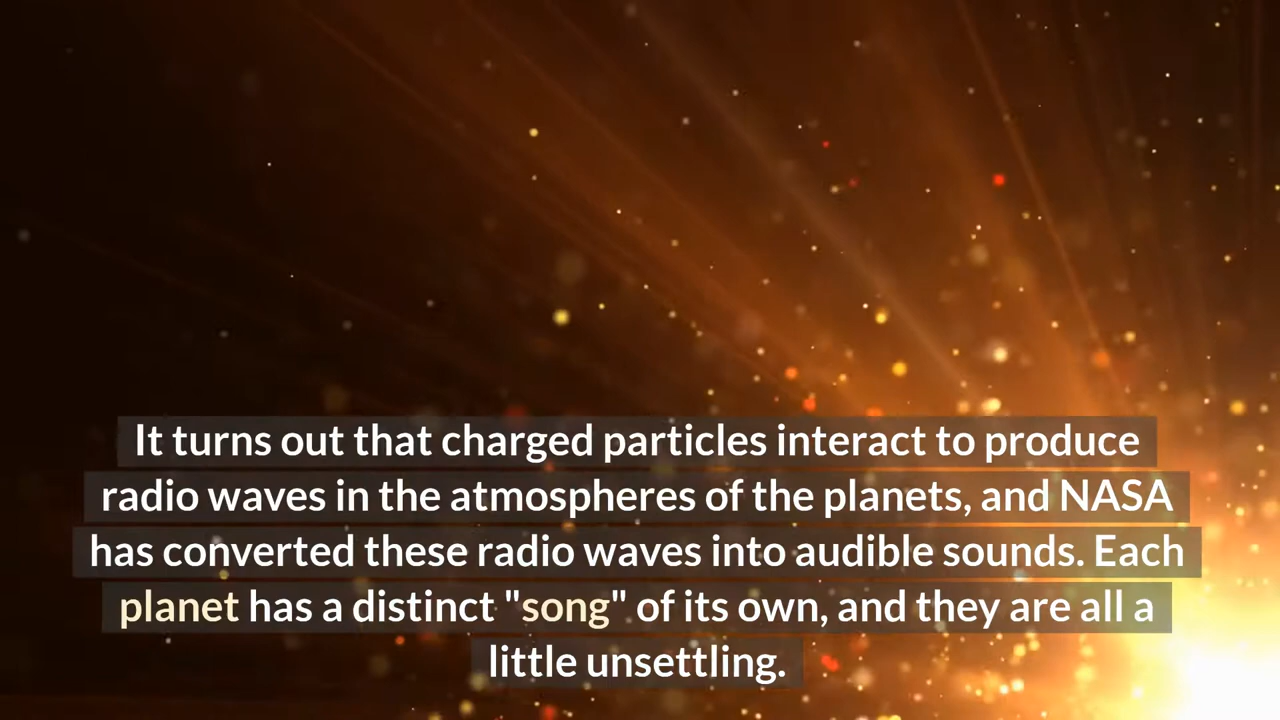 It turns out that charged particles interact to produce
radio waves in the atmospheres of the planets, and NASA
has converted these radio waves into audible sounds. Each
planet has a distinct "song" of its own, and they are all a
little unsettling.